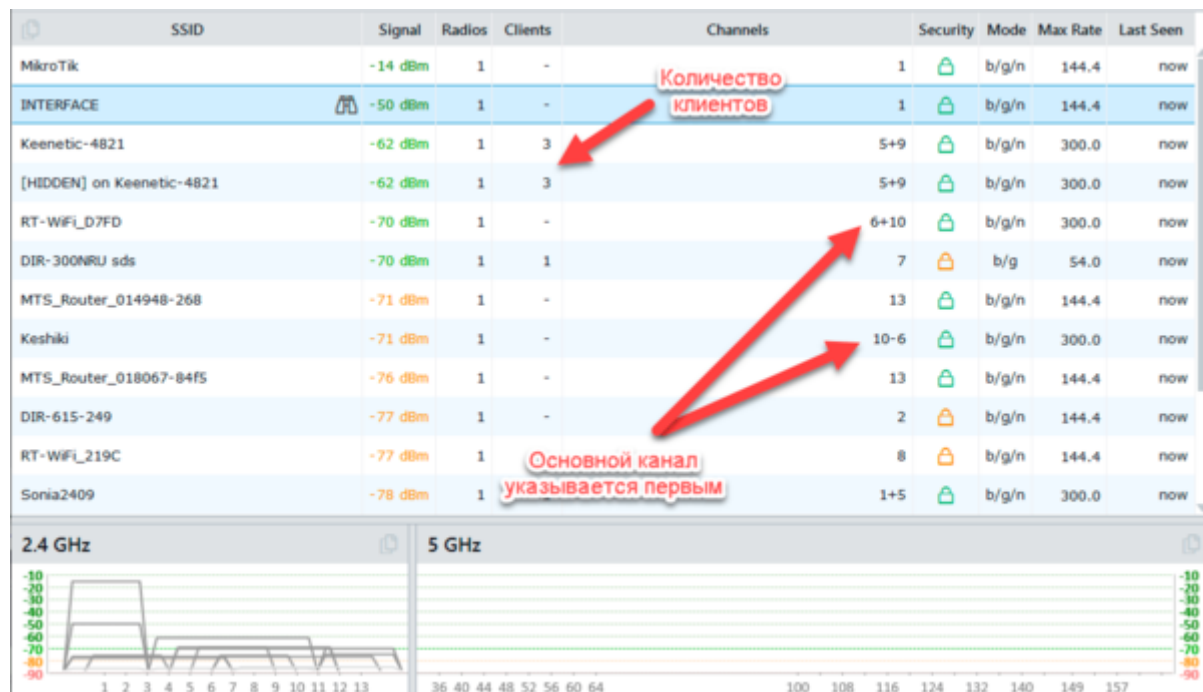 SSID Signal Radios Clients Channels Security Mode Max Rate Last Seen
MikroTik -14 dBm 1 - 1 b/g/n 144.4 now
Количество
клиентов
INTERFACE -50 dBm 1 - 1 b/g/n 144.4 now
Keenetic-4821 -62 dBm 1 3 5+9 b/g/n 300.0 now
[HIDDEN] on Keenetic-4821 -62 dBm 1 3 5+9 b/g/n 300.0 now
RT-WiFi_D7FD -70 dBm 1 - 6+10 b/g/n 300.0 now
DIR-300NRU sds -70 dBm 1 1 7 b/g 54.0 now
MTS_Router_014948-268 -71 dBm 1 - 13 b/g/n 144.4 now
Keshiki -71 dBm 1 - 10-6 b/g/n 300.0 now
MTS_Router_018067-84f5 -76 dBm 1 - 13 b/g/n 144.4 now
DIR-615-249 -77 dBm 1 - 2 b/g/n 144.4 now
RT-WiFi_219C -77 dBm 1 8 b/g/n 144.4 now
Основной канал
указывается первым
Sonia2409 -78 dBm 1 1+5 b/g/n 300.0 now
2.4 GHz 5 GHz
-10 -10
-20 -20
-30 -30
-40 -40
-50 -50
-60 -60
-70 -70
-80 -80
-90 -90
1 2 3 4 5 6 7 8 9 10 11 12 13 36 40 44 48 52 56 60 64 100 108 116 124 132 140 149 157